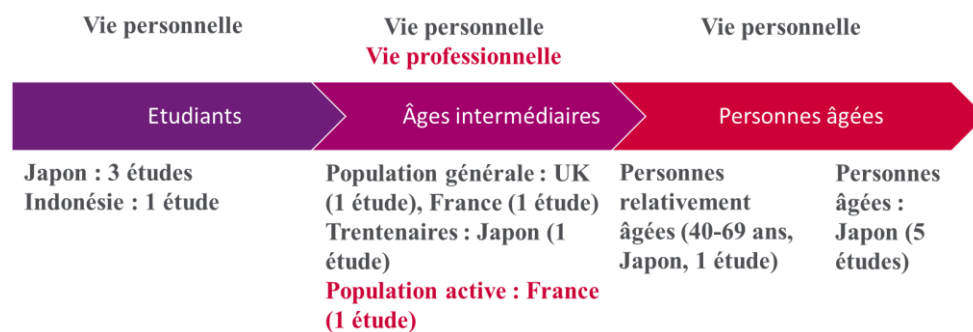 Vie personnelle
Vie personnelle
Vie professionnelle
Vie personnelle
Etudiants
Âges intermédiaires
Personnes âgées
Japon : 3 études
Indonésie : 1 étude
Population générale : UK
(1 étude), France (1 étude)
Trentenaires : Japon (1
étude)
Population active : France
(1 étude)
Personnes
relativement
âgées (40-69 ans,
Japon, 1 étude)
Personnes
âgées :
Japon (5
études)